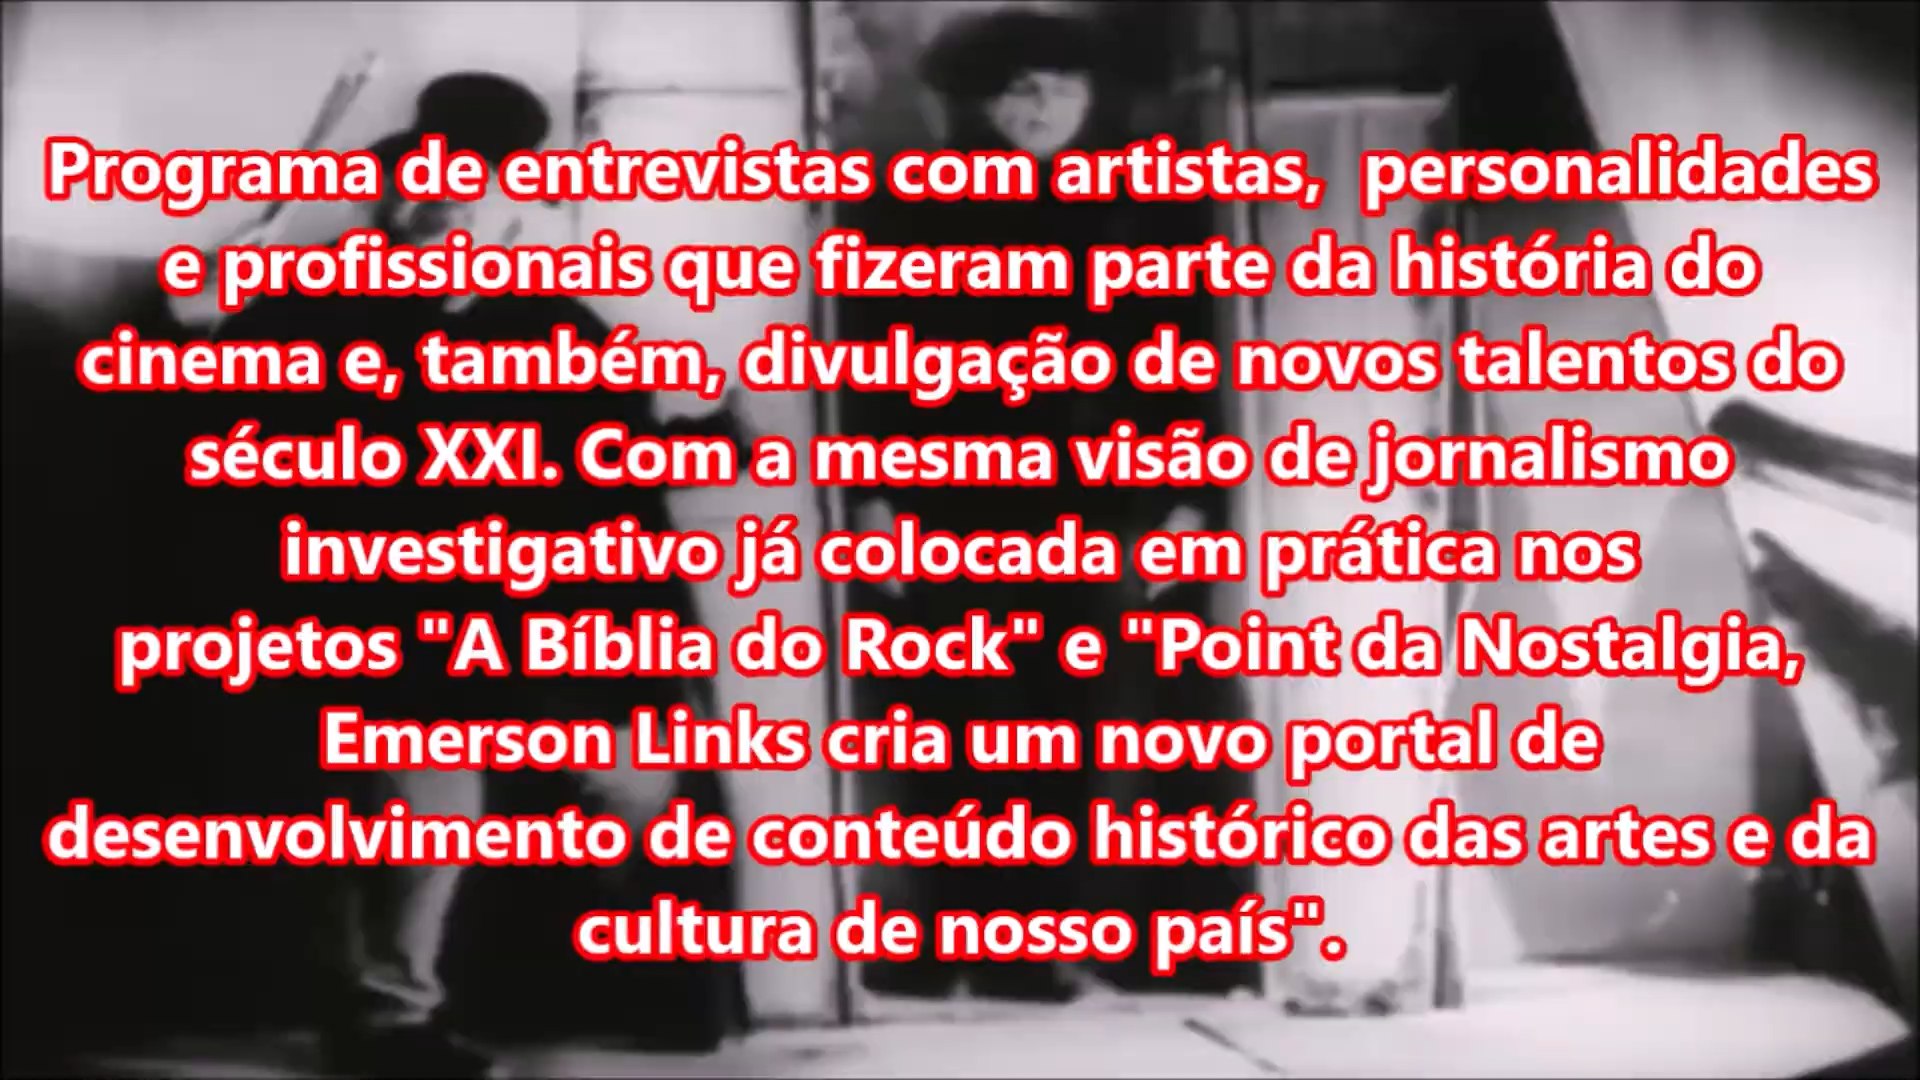 Programa de entrevistas com artistas,  personalidades
e profissionais que fizeram parte da história do
cinema e, também, divulgação de novos talentos do
século XXI. Com a mesma visão de jornalismo
investigativo já colocada em prática nos
projetos "A Bíblia do Rock" e "Point da Nostalgia,
Emerson Links cria um novo portal de
desenvolvimento de conteúdo histórico das artes e da
cultura de nosso país".